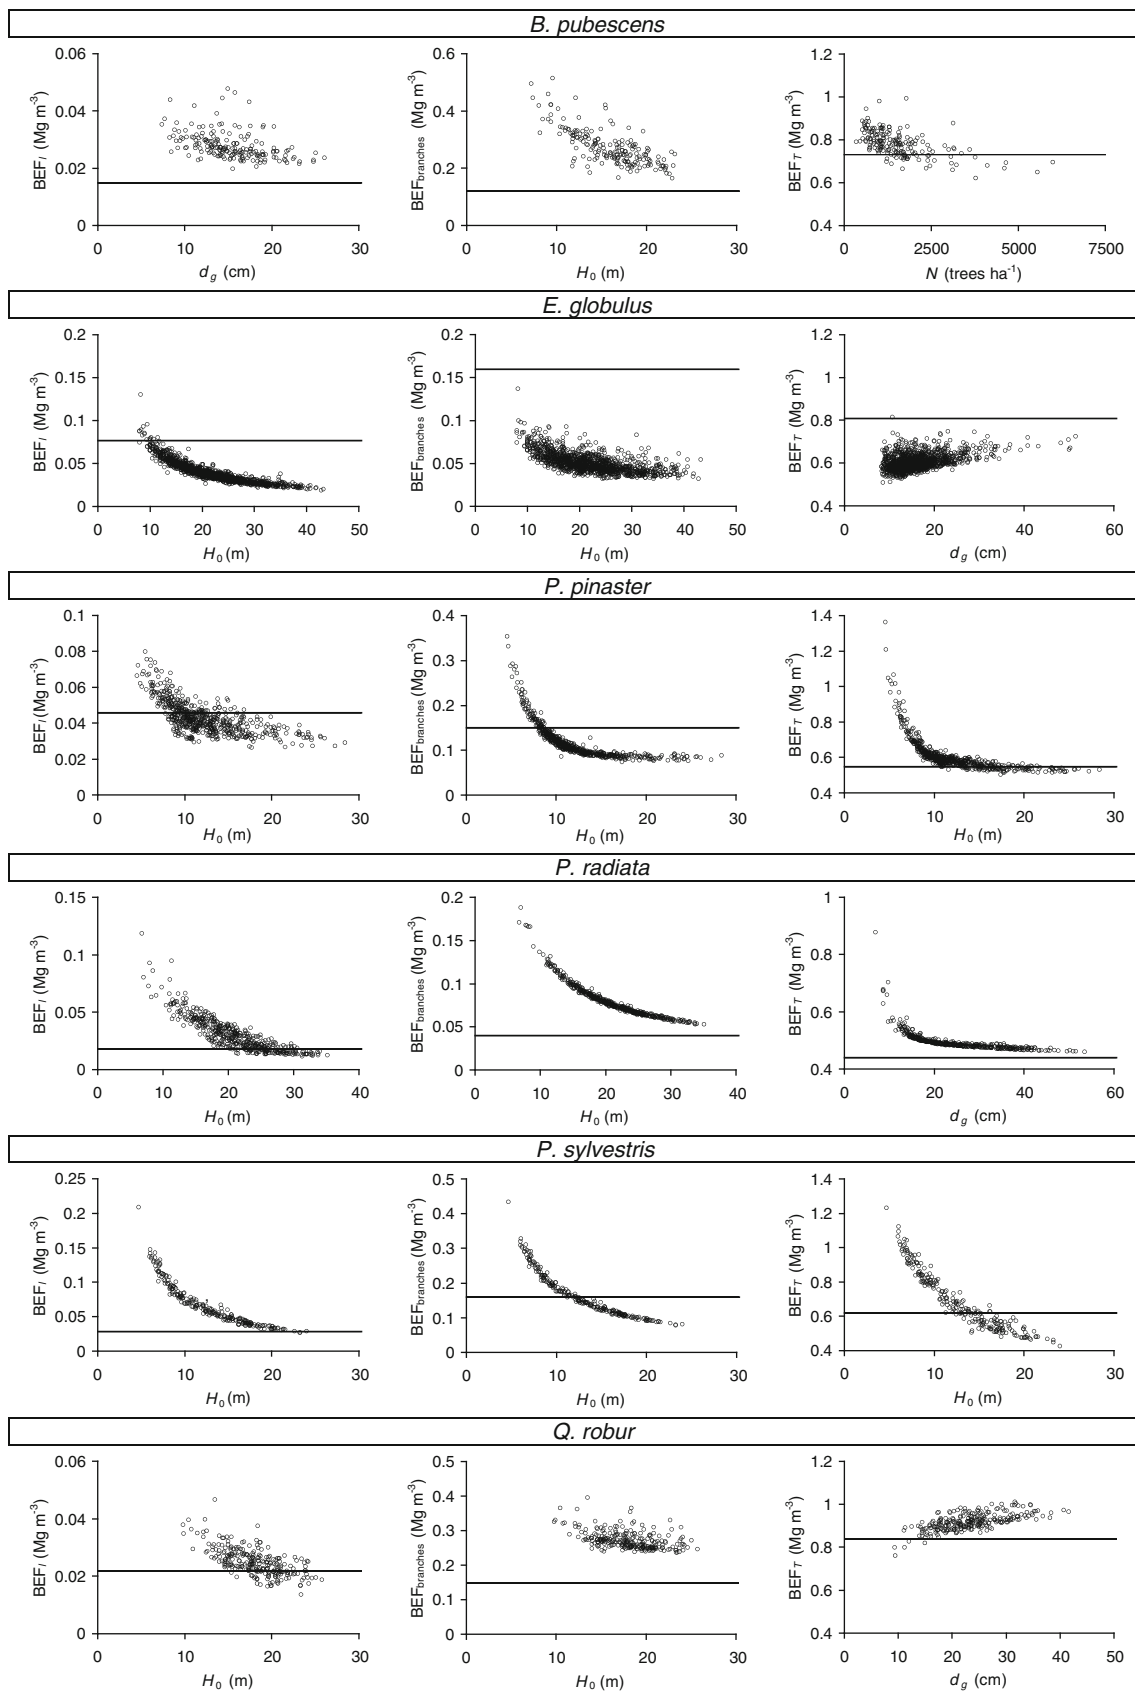 B. pubescens
0.06
0.04
0.02
0
BEF_l (Mg m⁻³)
0 10 20 30
d_g (cm)
0.6
0.4
0.2
0
BEF_branches (Mg m⁻³)
0 10 20 30
H_0 (m)
1.2
1
0.8
0.6
0.4
BEF_T (Mg m⁻³)
0 2500 5000 7500
N (trees ha⁻¹)
E. globulus
0.2
0.15
0.1
0.05
0
BEF_l (Mg m⁻³)
0 10 20 30 40 50
H_0 (m)
0.2
0.15
0.1
0.05
0
BEF_branches (Mg m⁻³)
0 10 20 30 40 50
H_0 (m)
1.2
1
0.8
0.6
0.4
BEF_T (Mg m⁻³)
0 20 40 60
d_g (cm)
P. pinaster
0.1
0.08
0.06
0.04
0.02
0
BEF_l (Mg m⁻³)
0 10 20 30
H_0 (m)
0.4
0.3
0.2
0.1
0
BEF_branches (Mg m⁻³)
0 10 20 30
H_0 (m)
1.4
1.2
1
0.8
0.6
0.4
BEF_T (Mg m⁻³)
0 10 20 30
H_0 (m)
P. radiata
0.15
0.1
0.05
0
BEF_l (Mg m⁻³)
0 10 20 30 40
H_0 (m)
0.2
0.15
0.1
0.05
0
BEF_branches (Mg m⁻³)
0 10 20 30 40
H_0 (m)
1
0.8
0.6
0.4
BEF_T (Mg m⁻³)
0 20 40 60
d_g (cm)
P. sylvestris
0.25
0.2
0.15
0.1
0.05
0
BEF_l (Mg m⁻³)
0 10 20 30
H_0 (m)
0.5
0.4
0.3
0.2
0.1
0
BEF_branches (Mg m⁻³)
0 10 20 30
H_0 (m)
1.4
1.2
1
0.8
0.6
0.4
BEF_T (Mg m⁻³)
0 10 20 30
H_0 (m)
Q. robur
0.06
0.04
0.02
0
BEF_l (Mg m⁻³)
0 10 20 30
H_0 (m)
0.5
0.4
0.3
0.2
0.1
0
BEF_branches (Mg m⁻³)
0 10 20 30
H_0 (m)
1.2
1
0.8
0.6
0.4
BEF_T (Mg m⁻³)
0 10 20 30 40 50
d_g (cm)